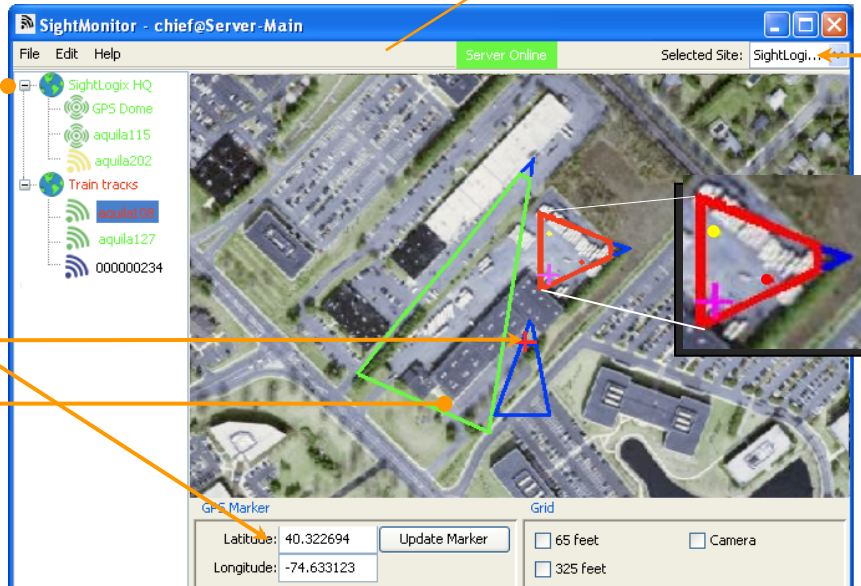 SightMonitor - chief@Server-Main
File Edit Help
Server Online
Selected Site: SightLogi...
SightLogix HQ
GPS Dome
aquila115
aquila202
Train tracks
aquila168
aquila127
000000234
GPS Marker
Latitude: 40.322694
Update Marker
Longitude: -74.633123
Grid
65 feet
Camera
325 feet